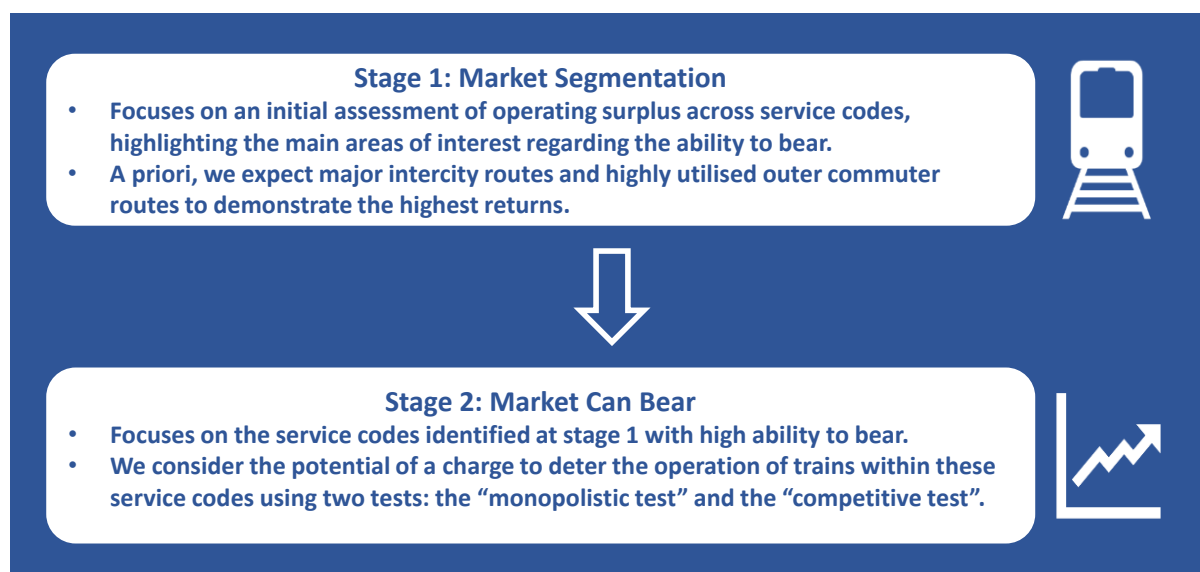 Stage 1: Market Segmentation
• Focuses on an initial assessment of operating surplus across service codes,
highlighting the main areas of interest regarding the ability to bear.
• A priori, we expect major intercity routes and highly utilised outer commuter
routes to demonstrate the highest returns.
Stage 2: Market Can Bear
• Focuses on the service codes identified at stage 1 with high ability to bear.
• We consider the potential of a charge to deter the operation of trains within these
service codes using two tests: the “monopolistic test” and the “competitive test”.